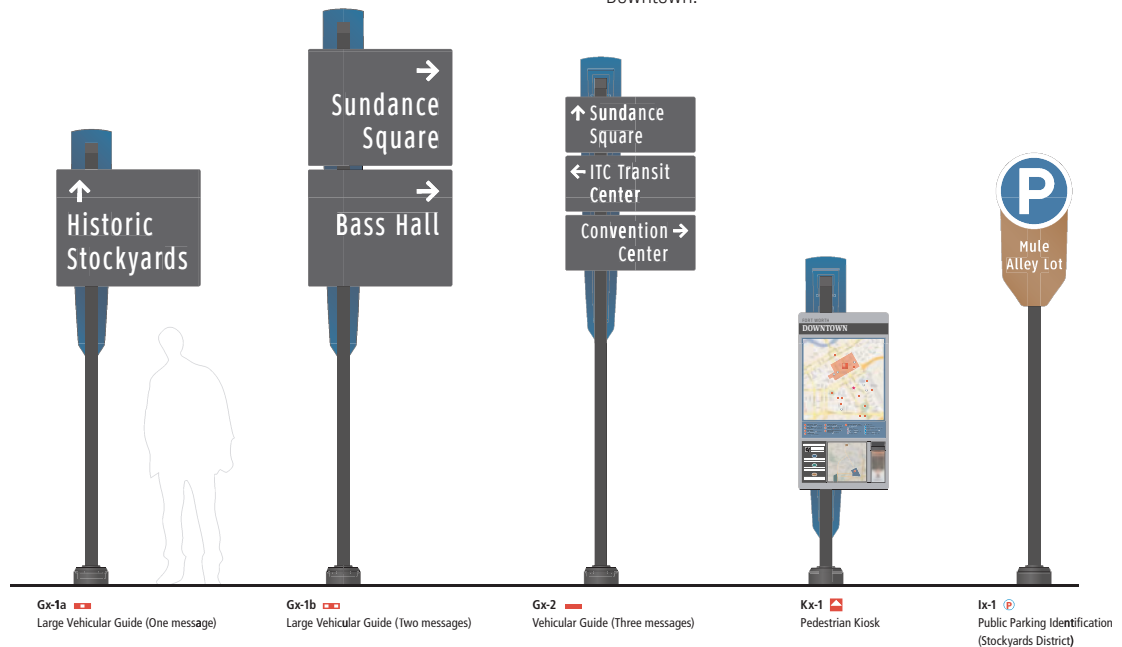 Downtown.
→
Sundance
Square
→
Bass Hall
↑
Historic
Stockyards
↑ Sundance
Square
← ITC Transit
Center
Convention →
Center
P
Mule
Alley Lot
FORT WORTH
DOWNTOWN
Gx-1a
Large Vehicular Guide (One message)
Gx-1b
Large Vehicular Guide (Two messages)
Gx-2
Vehicular Guide (Three messages)
Kx-1
Pedestrian Kiosk
Ix-1 P
Public Parking Identification
(Stockyards District)